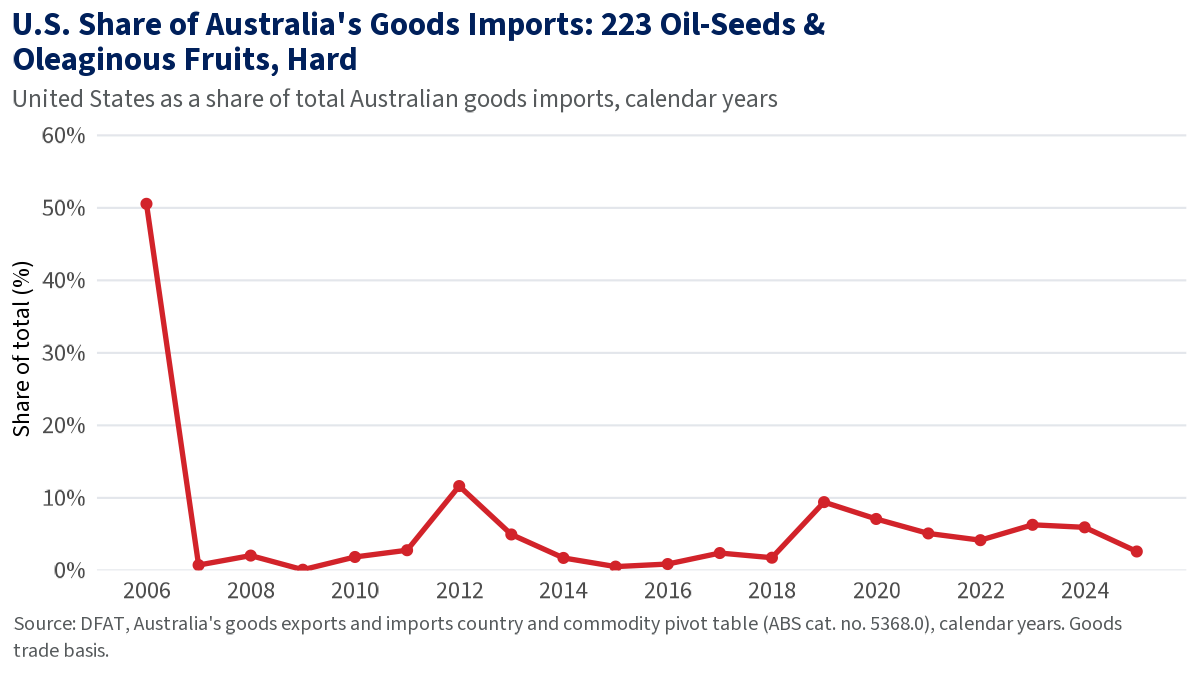 U.S. Share of Australia's Goods Imports: 223 Oil-Seeds &
Oleaginous Fruits, Hard
United States as a share of total Australian goods imports, calendar years
Share of total (%)
60%
50%
40%
30%
20%
10%
0%
2006 2008 2010 2012 2014 2016 2018 2020 2022 2024
Source: DFAT, Australia's goods exports and imports country and commodity pivot table (ABS cat. no. 5368.0), calendar years. Goods
trade basis.